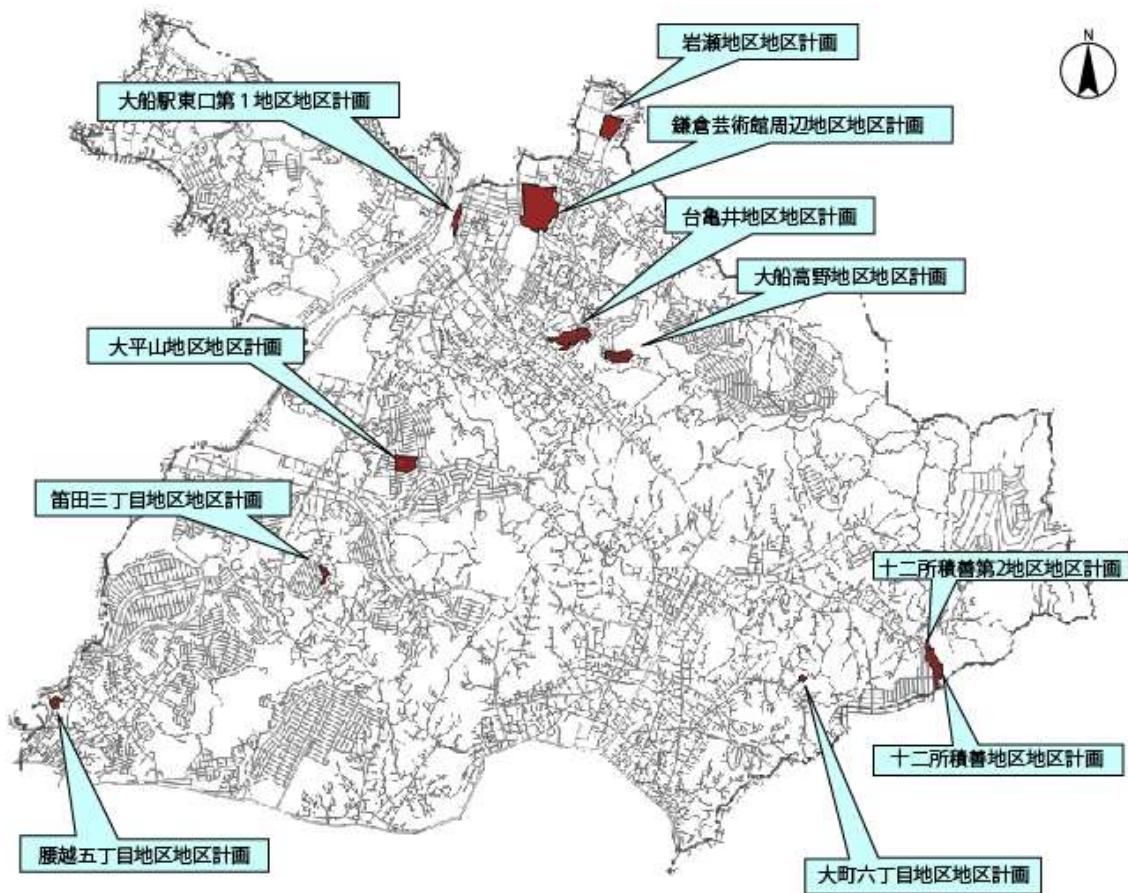 岩瀬地区地区計画
N
大船駅東口第1地区地区計画
鎌倉芸術館周辺地区地区計画
台亀井地区地区計画
大船高野地区地区計画
大平山地区地区計画
笛田三丁目地区地区計画
十二所積善第2地区地区計画
十二所積善地区地区計画
腰越五丁目地区地区計画
大町六丁目地区地区計画